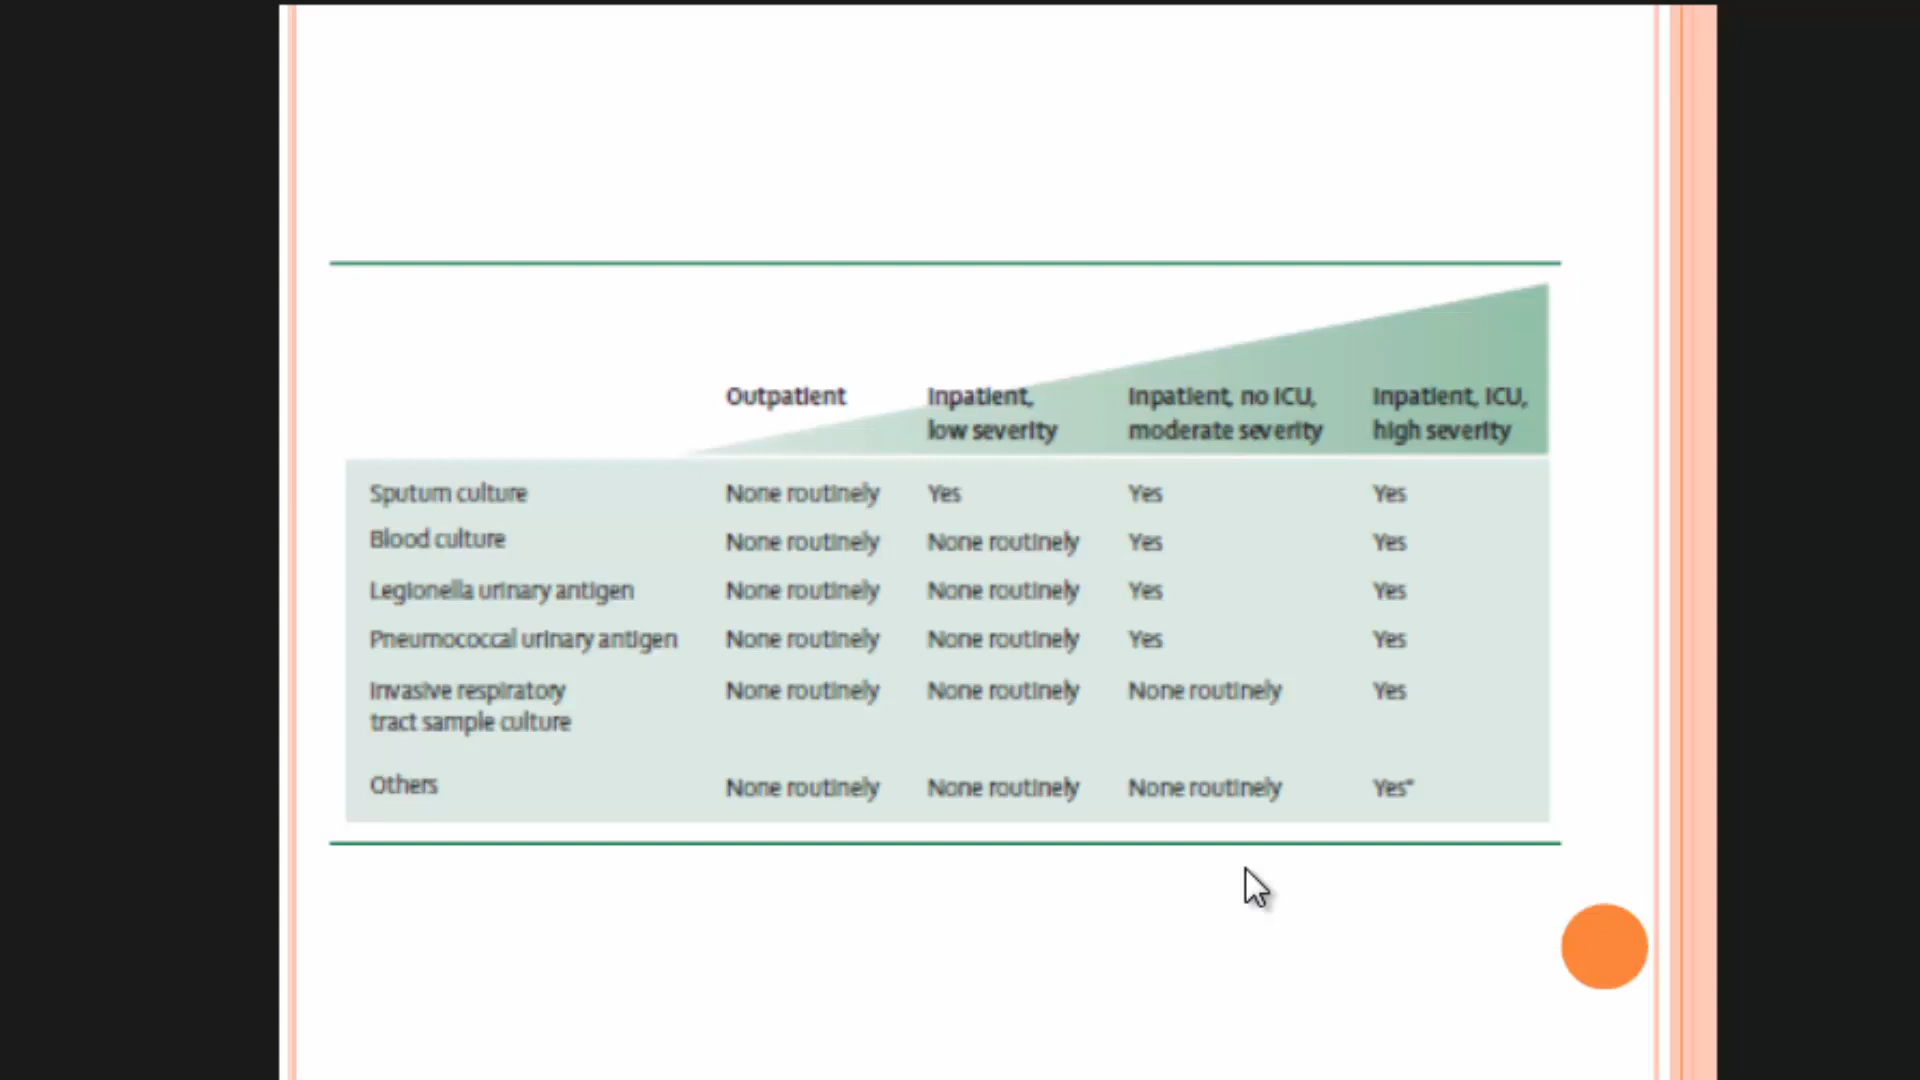 Outpatient Inpatient, Inpatient, no ICU, Inpatient, ICU,
low severity moderate severity high severity
Sputum culture None routinely Yes Yes Yes
Blood culture None routinely None routinely Yes Yes
Legionella urinary antigen None routinely None routinely Yes Yes
Pneumococcal urinary antigen None routinely None routinely Yes Yes
Invasive respiratory None routinely None routinely None routinely Yes
tract sample culture
Others None routinely None routinely None routinely Yes*